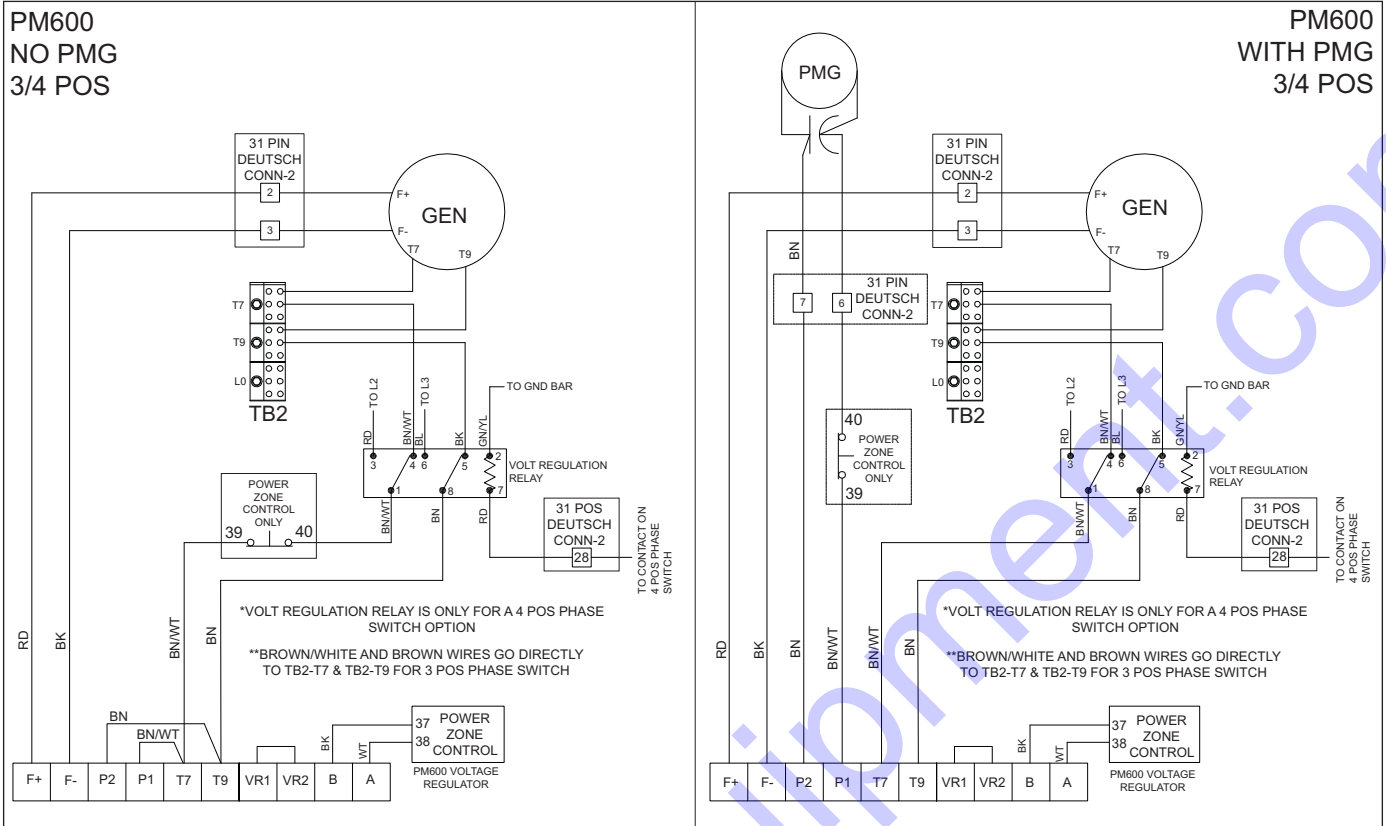 PM600
NO PMG
3/4 POS
31 PIN
DEUTSCH
CONN-2
2
3
F+
F-
GEN
T7
T9
T7
T9
L0
TB2
RD
TO L2
BN/WT
BL
TO L3
BK
GN/YL
TO GND BAR
3
4
6
5
2
1
8
7
VOLT REGULATION
RELAY
POWER
ZONE
CONTROL
ONLY
39
40
BN/WT
BN
RD
31 POS
DEUTSCH
CONN-2
28
TO CONTACT ON
4 POS PHASE
SWITCH
*VOLT REGULATION RELAY IS ONLY FOR A 4 POS PHASE
SWITCH OPTION
**BROWN/WHITE AND BROWN WIRES GO DIRECTLY
TO TB2-T7 & TB2-T9 FOR 3 POS PHASE SWITCH
RD
BK
BN/WT
BN
BN
BN/WT
BK
WT
37
38
POWER
ZONE
CONTROL
PM600 VOLTAGE
REGULATOR
F+
F-
P2
P1
T7
T9
VR1
VR2
B
A
PM600
WITH PMG
3/4 POS
PMG
31 PIN
DEUTSCH
CONN-2
2
3
F+
F-
GEN
T7
T9
BN
7
6
31 PIN
DEUTSCH
CONN-2
T7
T9
L0
TB2
40
POWER
ZONE
CONTROL
ONLY
39
RD
TO L2
BN/WT
BL
TO L3
BK
GN/YL
TO GND BAR
3
4
6
5
2
1
8
7
VOLT REGULATION
RELAY
BN/WT
BN
RD
31 POS
DEUTSCH
CONN-2
28
TO CONTACT ON
4 POS PHASE
SWITCH
*VOLT REGULATION RELAY IS ONLY FOR A 4 POS PHASE
SWITCH OPTION
**BROWN/WHITE AND BROWN WIRES GO DIRECTLY
TO TB2-T7 & TB2-T9 FOR 3 POS PHASE SWITCH
RD
BK
BN
BN/WT
BN/WT
BN
BK
WT
37
38
POWER
ZONE
CONTROL
PM600 VOLTAGE
REGULATOR
F+
F-
P2
P1
T7
T9
VR1
VR2
B
A